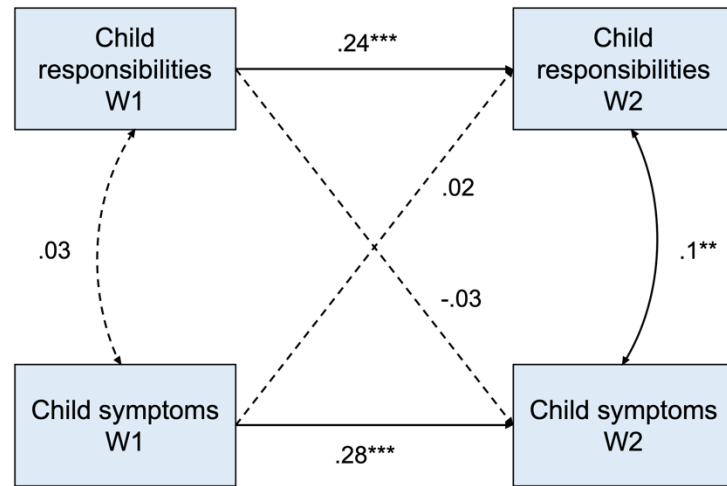 Child
responsibilities
W1
.24***
Child
responsibilities
W2
.02
.03
.1**
-.03
Child symptoms
W1
.28***
Child symptoms
W2